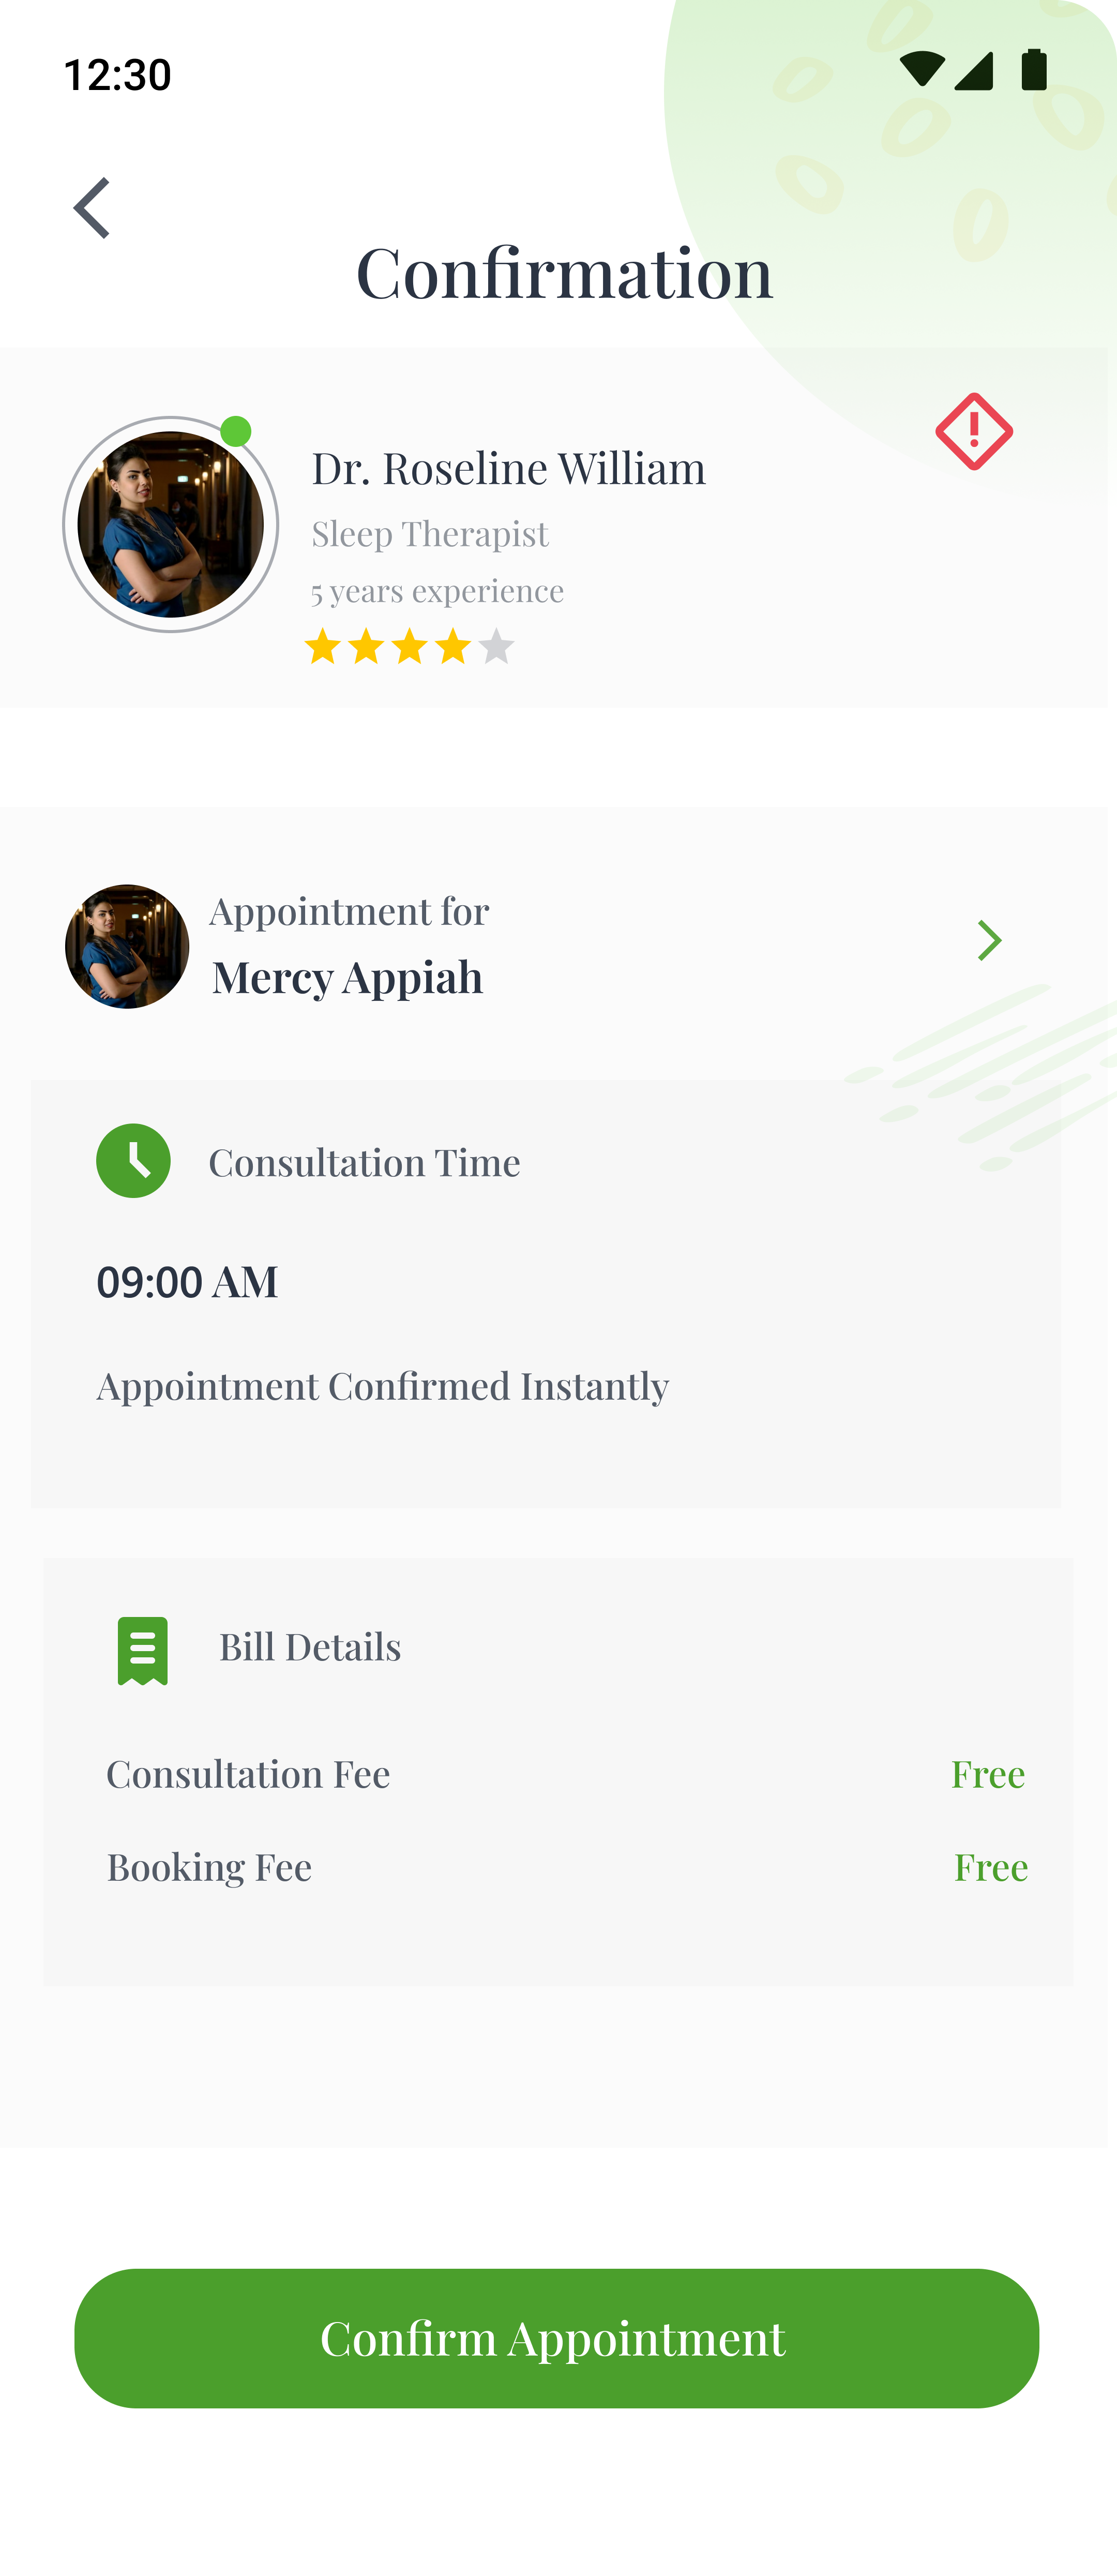 12:30
Confirmation
Dr. Roseline William
Sleep Therapist
5 years experience
Appointment for
Mercy Appiah
Consultation Time
09:00 AM
Appointment Confirmed Instantly
Bill Details
Consultation Fee Free
Booking Fee Free
Confirm Appointment